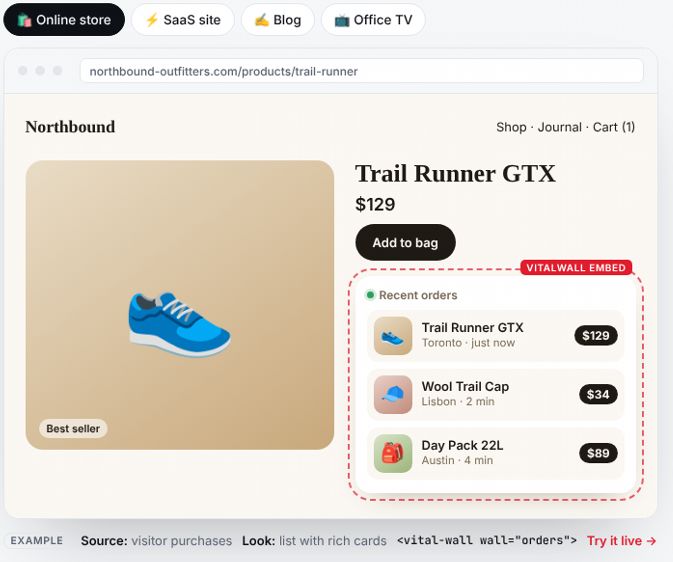 Online store
SaaS site
Blog
Office TV
northbound-outfitters.com/products/trail-runner
Northbound
Shop · Journal · Cart (1)
Trail Runner GTX
$129
Add to bag
VITALWALL EMBED
Recent orders
Trail Runner GTX
Toronto · just now
$129
Wool Trail Cap
Lisbon · 2 min
$34
Day Pack 22L
Austin · 4 min
$89
Best seller
EXAMPLE Source: visitor purchases Look: list with rich cards <vital-wall wall="orders"> Try it live →